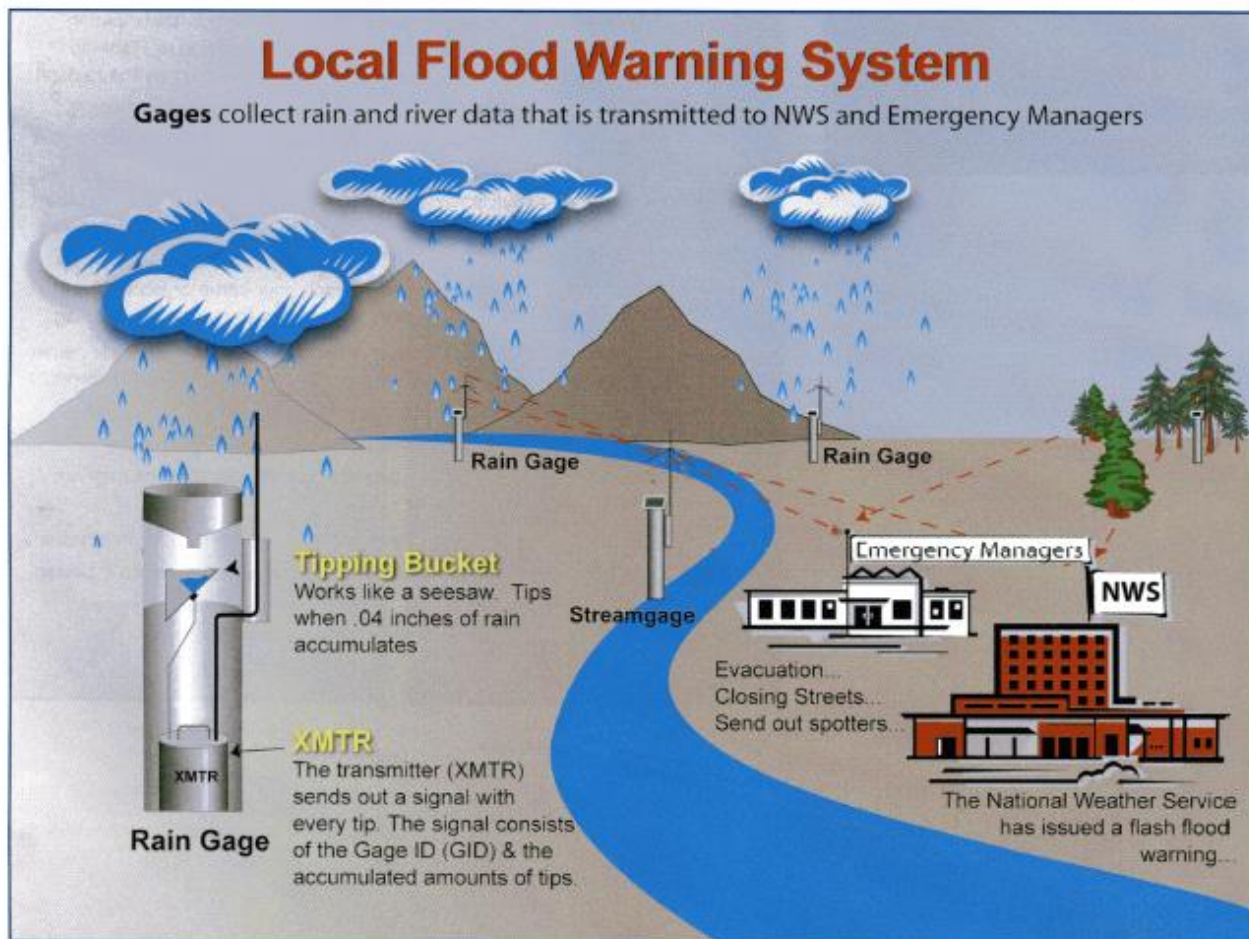 Local Flood Warning System
Gages collect rain and river data that is transmitted to NWS and Emergency Managers
Rain Gage
Rain Gage
Tipping Bucket
Works like a seesaw. Tips
when .04 inches of rain
accumulates
Streamgage
Emergency Managers
NWS
Evacuation...
Closing Streets...
Send out spotters...
XMTR
XMTR
The transmitter (XMTR)
sends out a signal with
every tip. The signal consists
of the Gage ID (GID) & the
accumulated amounts of tips.
Rain Gage
The National Weather Service
has issued a flash flood
warning...